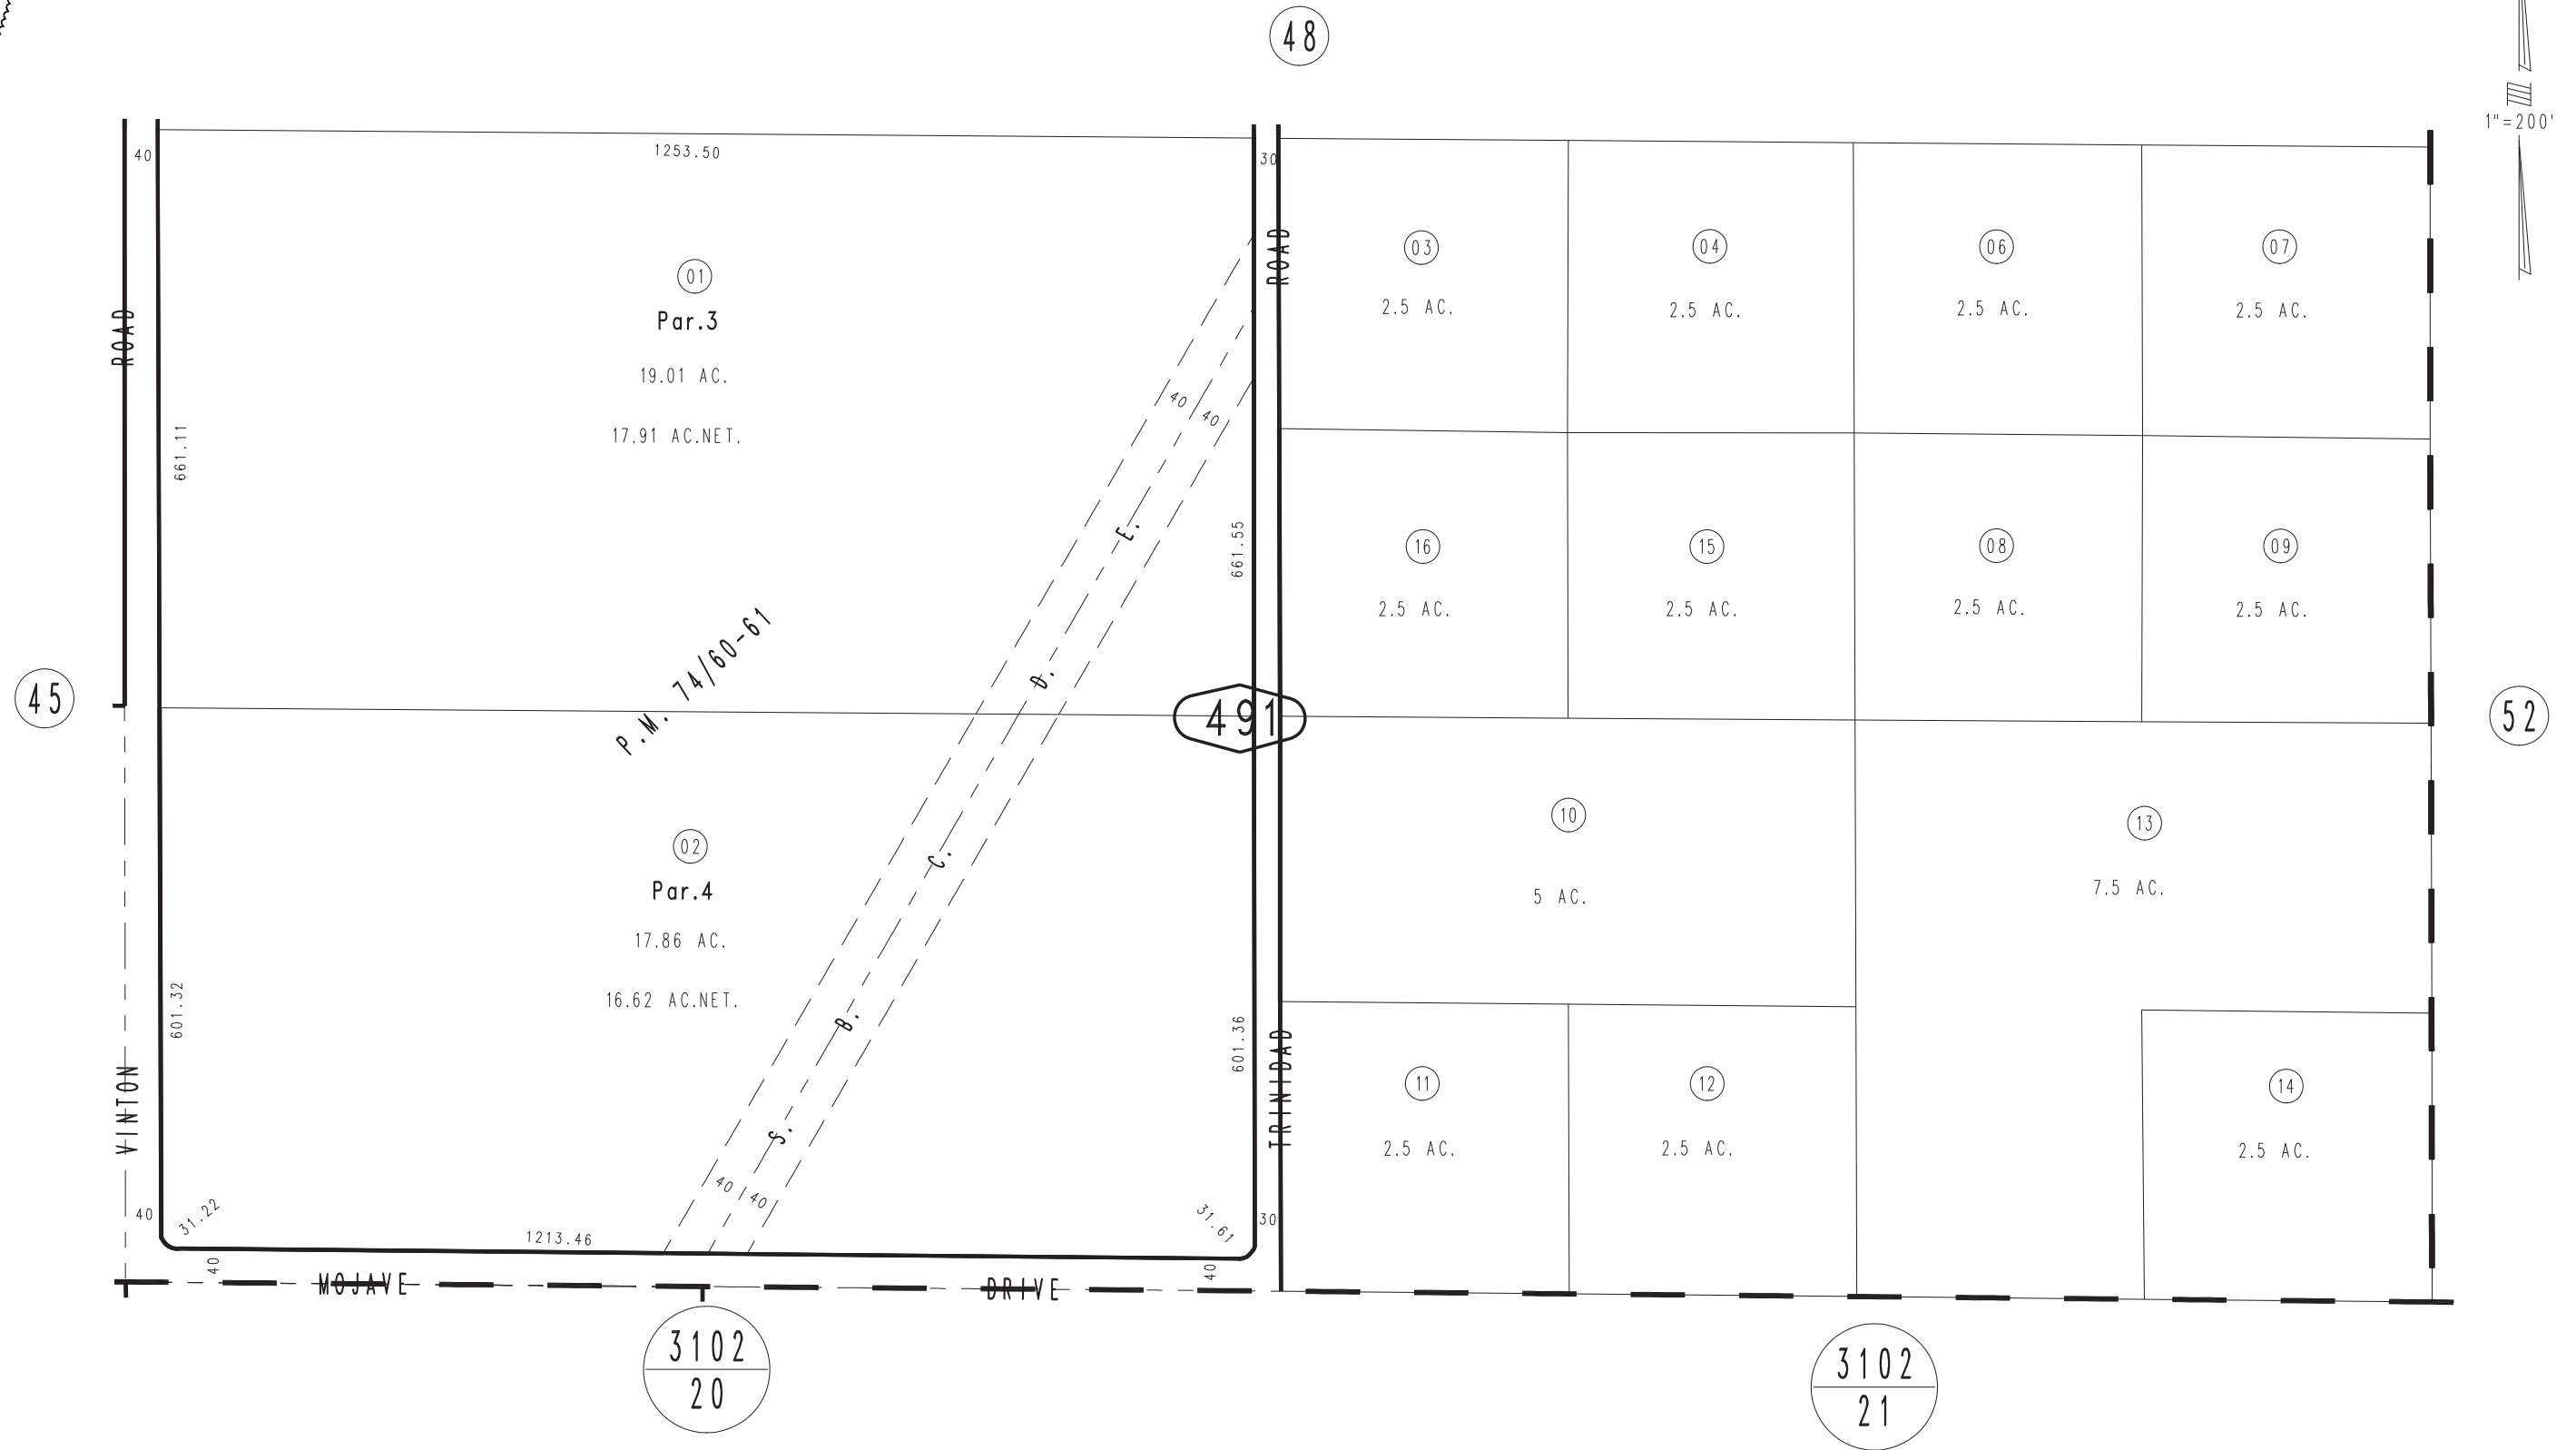 48
1"=200'
40
1253.50
30
ROAD
ROAD
01
Par.3
19.01 AC.
17.91 AC.NET.
03
2.5 AC.
04
2.5 AC.
06
2.5 AC.
07
2.5 AC.
40
40
661.11
661.55
16
2.5 AC.
15
2.5 AC.
08
2.5 AC.
09
2.5 AC.
P.M. 74/60-61
45
491
52
02
Par.4
17.86 AC.
16.62 AC.NET.
S. B. C. D. E.
10
5 AC.
13
7.5 AC.
601.32
601.36
VINTON
TRINIDAD
11
2.5 AC.
12
2.5 AC.
14
2.5 AC.
40
40
40
31.22
1213.46
31.61
30
40
40
MOJAVE DRIVE
3102
20
3102
21